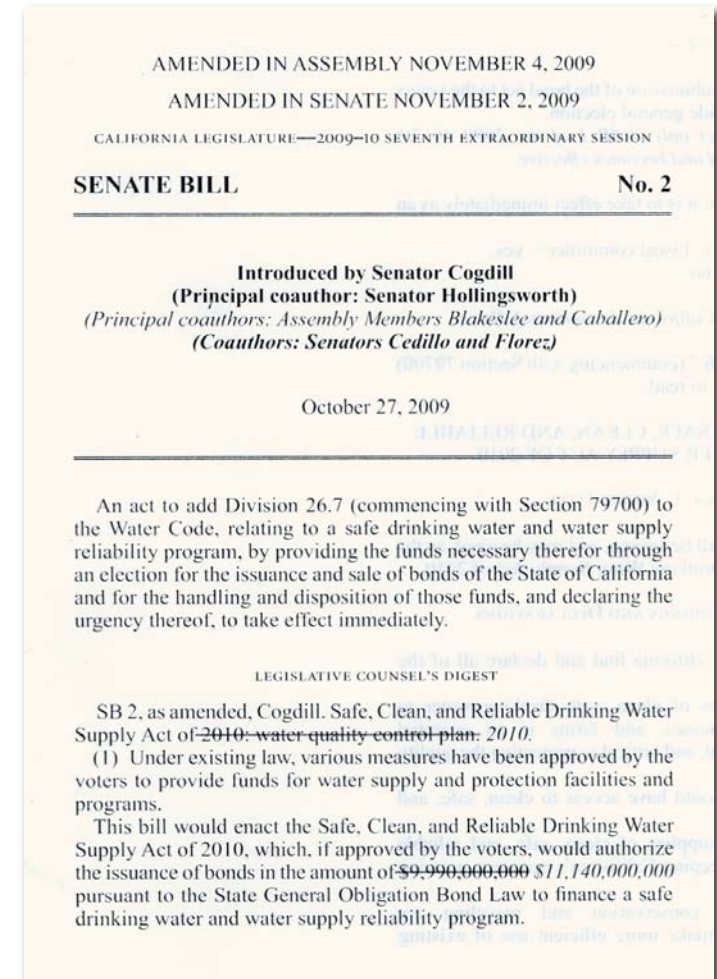 AMENDED IN ASSEMBLY NOVEMBER 4, 2009
AMENDED IN SENATE NOVEMBER 2, 2009
CALIFORNIA LEGISLATURE—2009–10 SEVENTH EXTRAORDINARY SESSION
SENATE BILL No. 2
Introduced by Senator Cogdill
(Principal coauthor: Senator Hollingsworth)
(Principal coauthors: Assembly Members Blakeslee and Caballero)
(Coauthors: Senators Cedillo and Florez)
October 27, 2009
An act to add Division 26.7 (commencing with Section 79700) to
the Water Code, relating to a safe drinking water and water supply
reliability program, by providing the funds necessary therefor through
an election for the issuance and sale of bonds of the State of California
and for the handling and disposition of those funds, and declaring the
urgency thereof, to take effect immediately.
LEGISLATIVE COUNSEL'S DIGEST
SB 2, as amended, Cogdill. Safe, Clean, and Reliable Drinking Water
Supply Act of 2010: water quality control plan. 2010.
(1) Under existing law, various measures have been approved by the
voters to provide funds for water supply and protection facilities and
programs.
This bill would enact the Safe, Clean, and Reliable Drinking Water
Supply Act of 2010, which, if approved by the voters, would authorize
the issuance of bonds in the amount of $9,990,000,000 $11,140,000,000
pursuant to the State General Obligation Bond Law to finance a safe
drinking water and water supply reliability program.